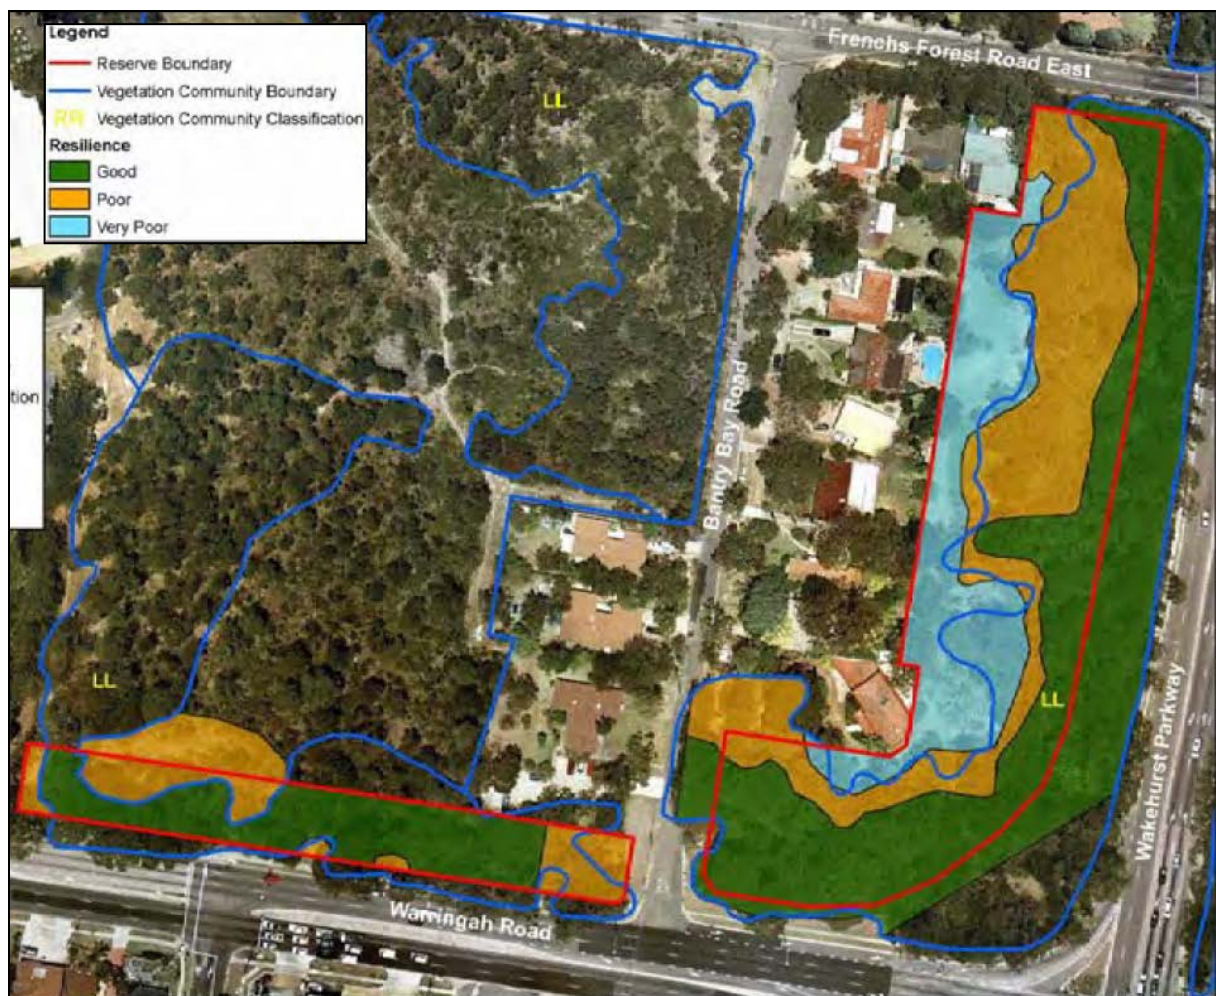 Legend
Reserve Boundary
Vegetation Community Boundary
RR Vegetation Community Classification
Resilience
Good
Poor
Very Poor
tion
Frenchs Forest Road East
LL
Bantry Bay Road
LL
LL
Wakehurst Parkway
Warringah Road